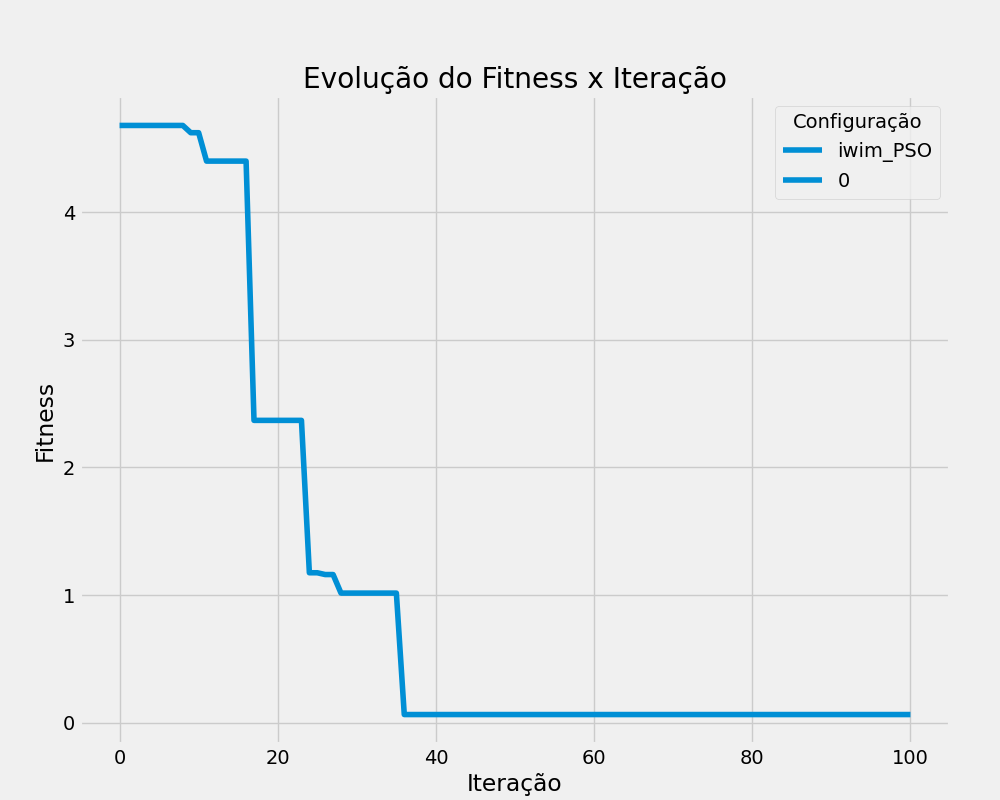 Evolução do Fitness x Iteração
Configuração
iwim_PSO
0
Fitness
4
3
2
1
0
0 20 40 60 80 100
Iteração